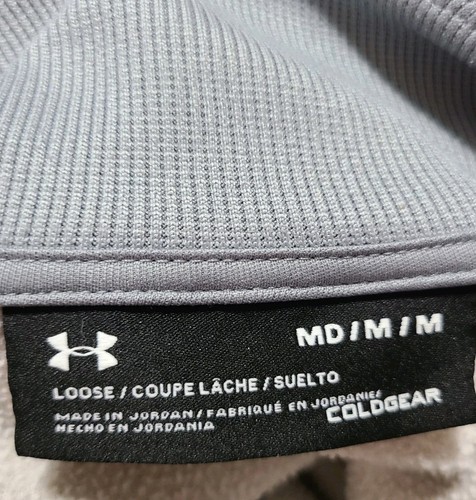 MD / M / M
LOOSE / COUPE LÂCHE / SUELTO
MADE IN JORDAN / FABRIQUÉ EN JORDANIE /
HECHO EN JORDANIA
COLDGEAR